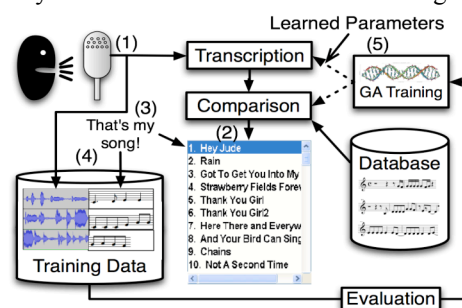 Learned Parameters
(1)
Transcription
(5)
GA Training
(3)
Comparison
That's my
song!
(2)
(4)
1. Hey Jude
2. Rain
3. Got To Get You Into My
4. Strawberry Fields Forev
5. Thank You Girl
6. Thank You Girl2
7. Here There and Everyw
8. And Your Bird Can Sing
9. Chains
10. Not A Second Time
Database
Training Data
Evaluation